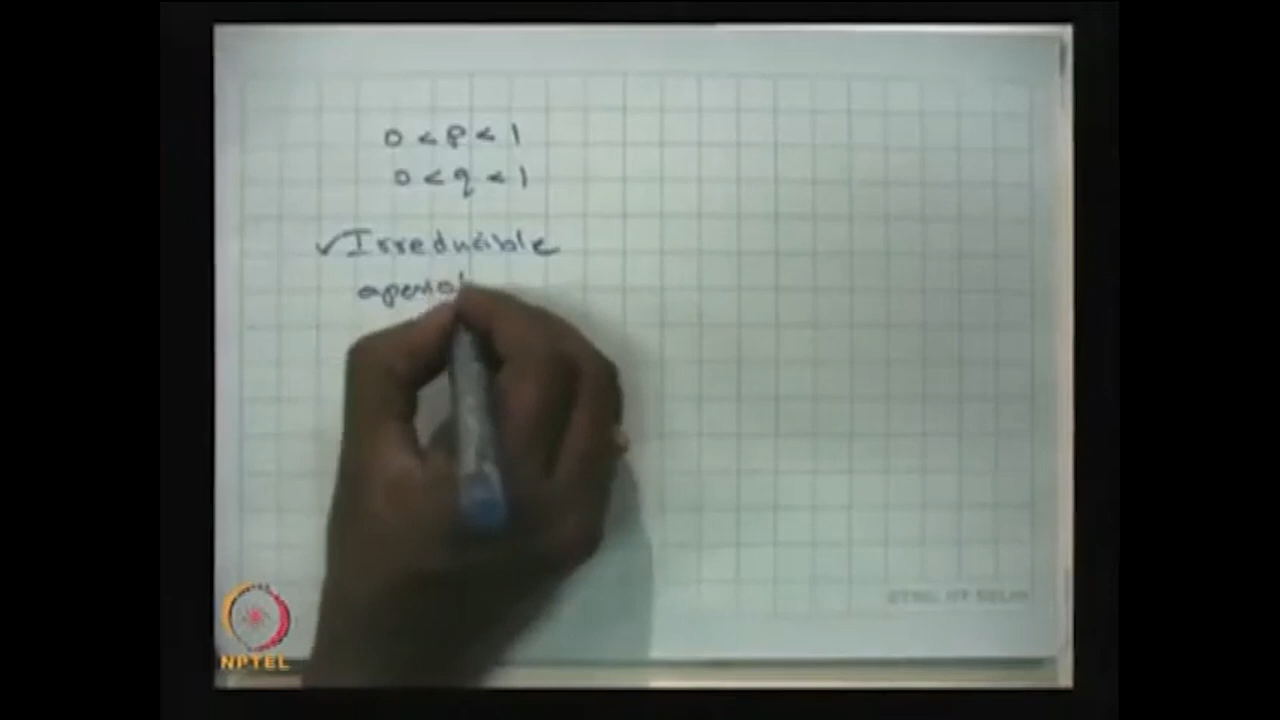 0 < p < 1
0 < q < 1
✓ Irreducible
NPTEL